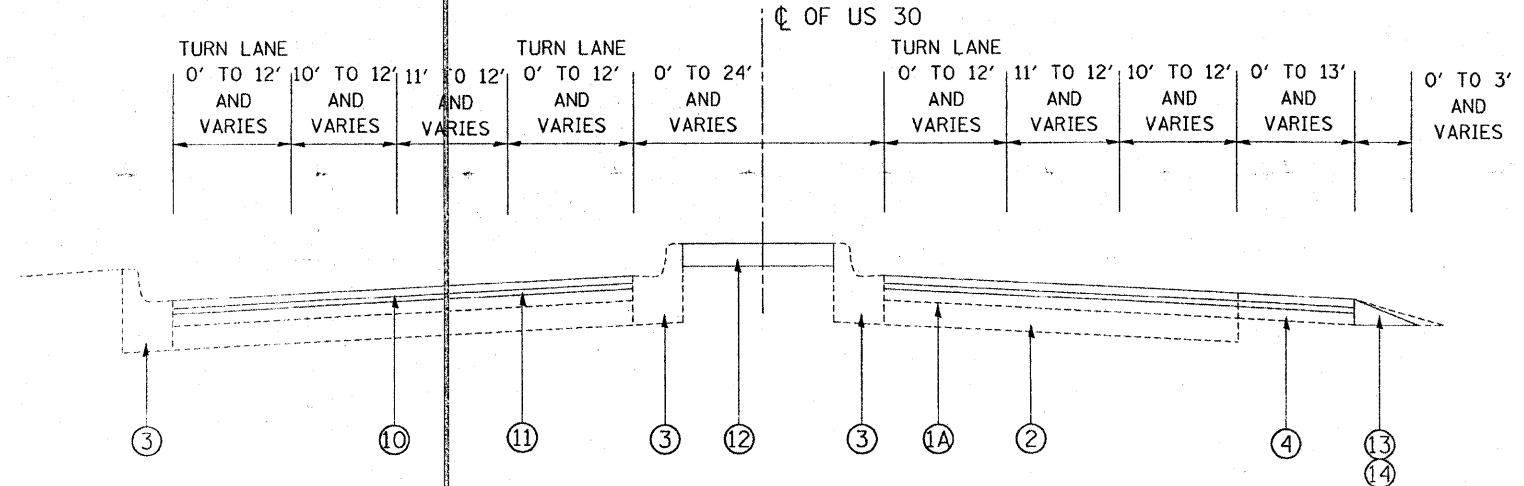 ℄ OF US 30
TURN LANE
0' TO 12'
AND
VARIES
10' TO 12'
AND
VARIES
11' TO 12'
AND
VARIES
TURN LANE
0' TO 12'
AND
VARIES
0' TO 24'
AND
VARIES
TURN LANE
0' TO 12'
AND
VARIES
11' TO 12'
AND
VARIES
10' TO 12'
AND
VARIES
0' TO 13'
AND
VARIES
0' TO 3'
AND
VARIES
3
10
11
3
12
3
1A
2
4
13
14